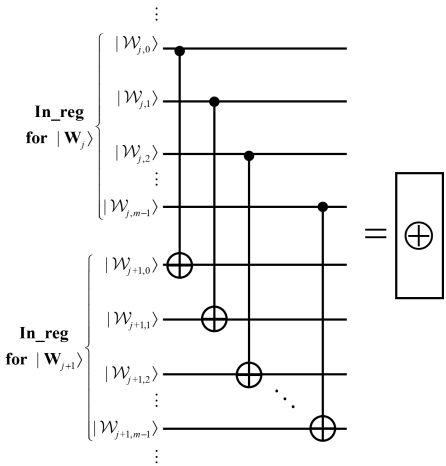 ⋮
|𝒲_{j,0}⟩
|𝒲_{j,1}⟩
In_reg
for |𝐖_j⟩
|𝒲_{j,2}⟩
⋮
|𝒲_{j,m−1}⟩
= ⊕
|𝒲_{j+1,0}⟩
|𝒲_{j+1,1}⟩
In_reg
for |𝐖_{j+1}⟩
|𝒲_{j+1,2}⟩
⋮
⋱
|𝒲_{j+1,m−1}⟩
⋮